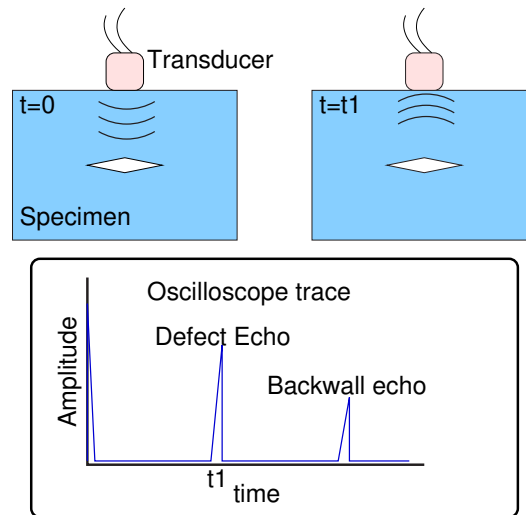 Transducer
t=0
t=t1
Specimen
Oscilloscope trace
Defect Echo
Backwall echo
Amplitude
t1
time